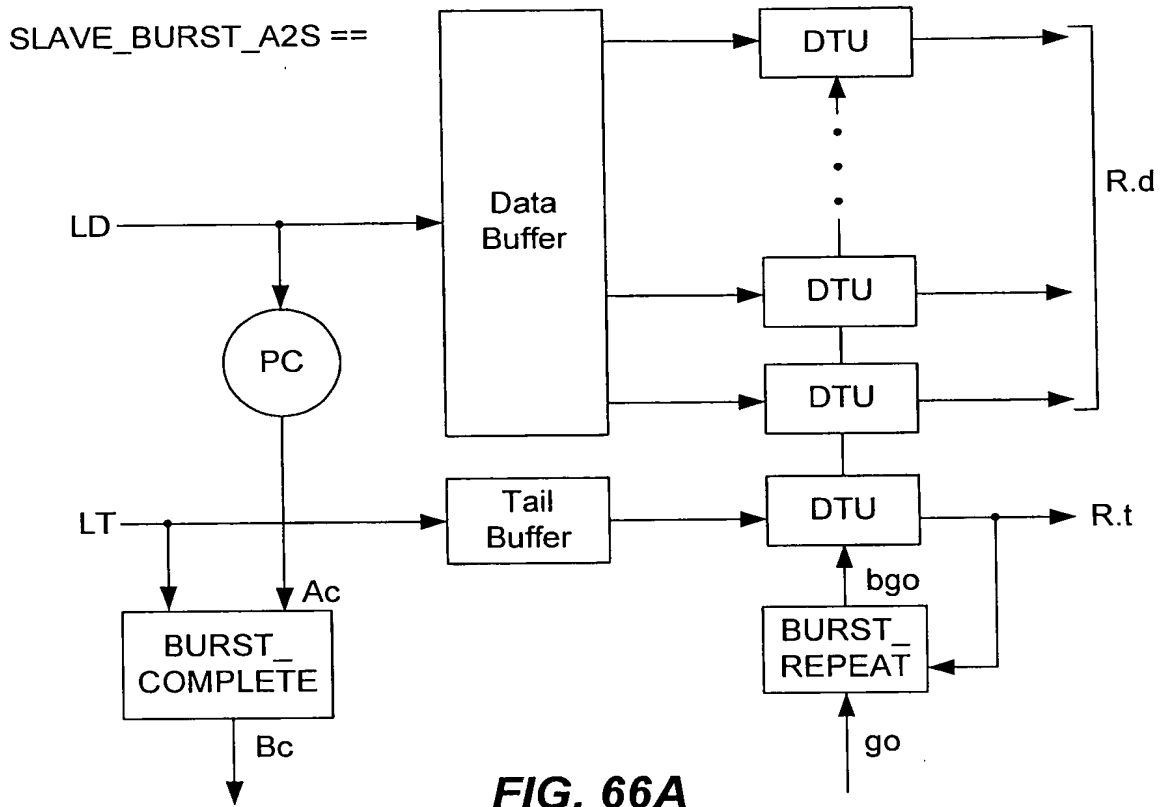 SLAVE_BURST_A2S ==
DTU
R.d
LD
Data
Buffer
DTU
PC
DTU
LT
Tail
Buffer
DTU
R.t
Ac
bgo
BURST_
COMPLETE
BURST_
REPEAT
Bc
go
FIG. 66A